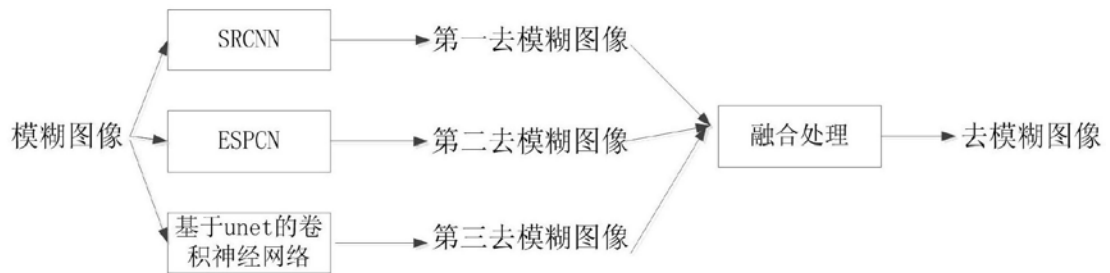 SRCNN
第一去模糊图像
模糊图像
ESPCN
第二去模糊图像
融合处理
去模糊图像
基于unet的卷
积神经网络
第三去模糊图像